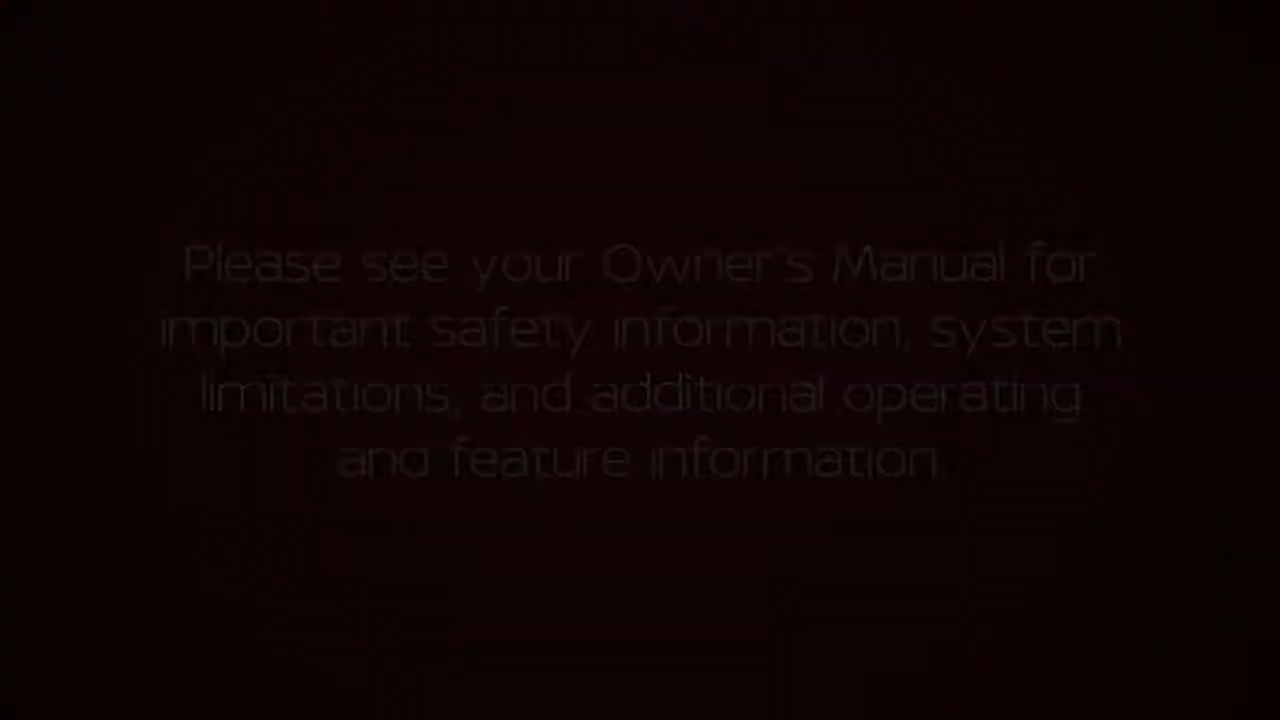 Please see your Owner's Manual for
important safety information, system
limitations, and additional operating
and feature information.